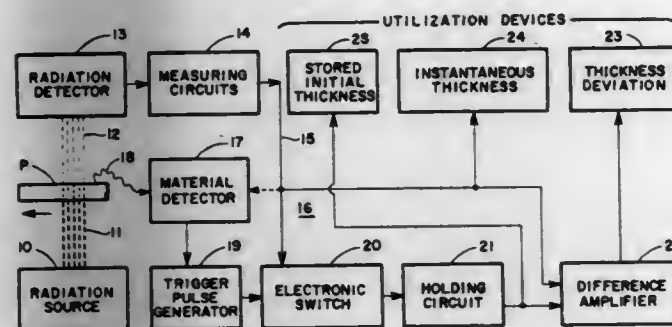 UTILIZATION DEVICES
13
14
25
24
23
RADIATION
DETECTOR
MEASURING
CIRCUITS
STORED
INITIAL
THICKNESS
INSTANTANEOUS
THICKNESS
THICKNESS
DEVIATION
12
15
P
18
17
MATERIAL
DETECTOR
16
11
10
19
20
21
RADIATION
SOURCE
TRIGGER
PULSE
GENERATOR
ELECTRONIC
SWITCH
HOLDING
CIRCUIT
DIFFERENCE
AMPLIFIER